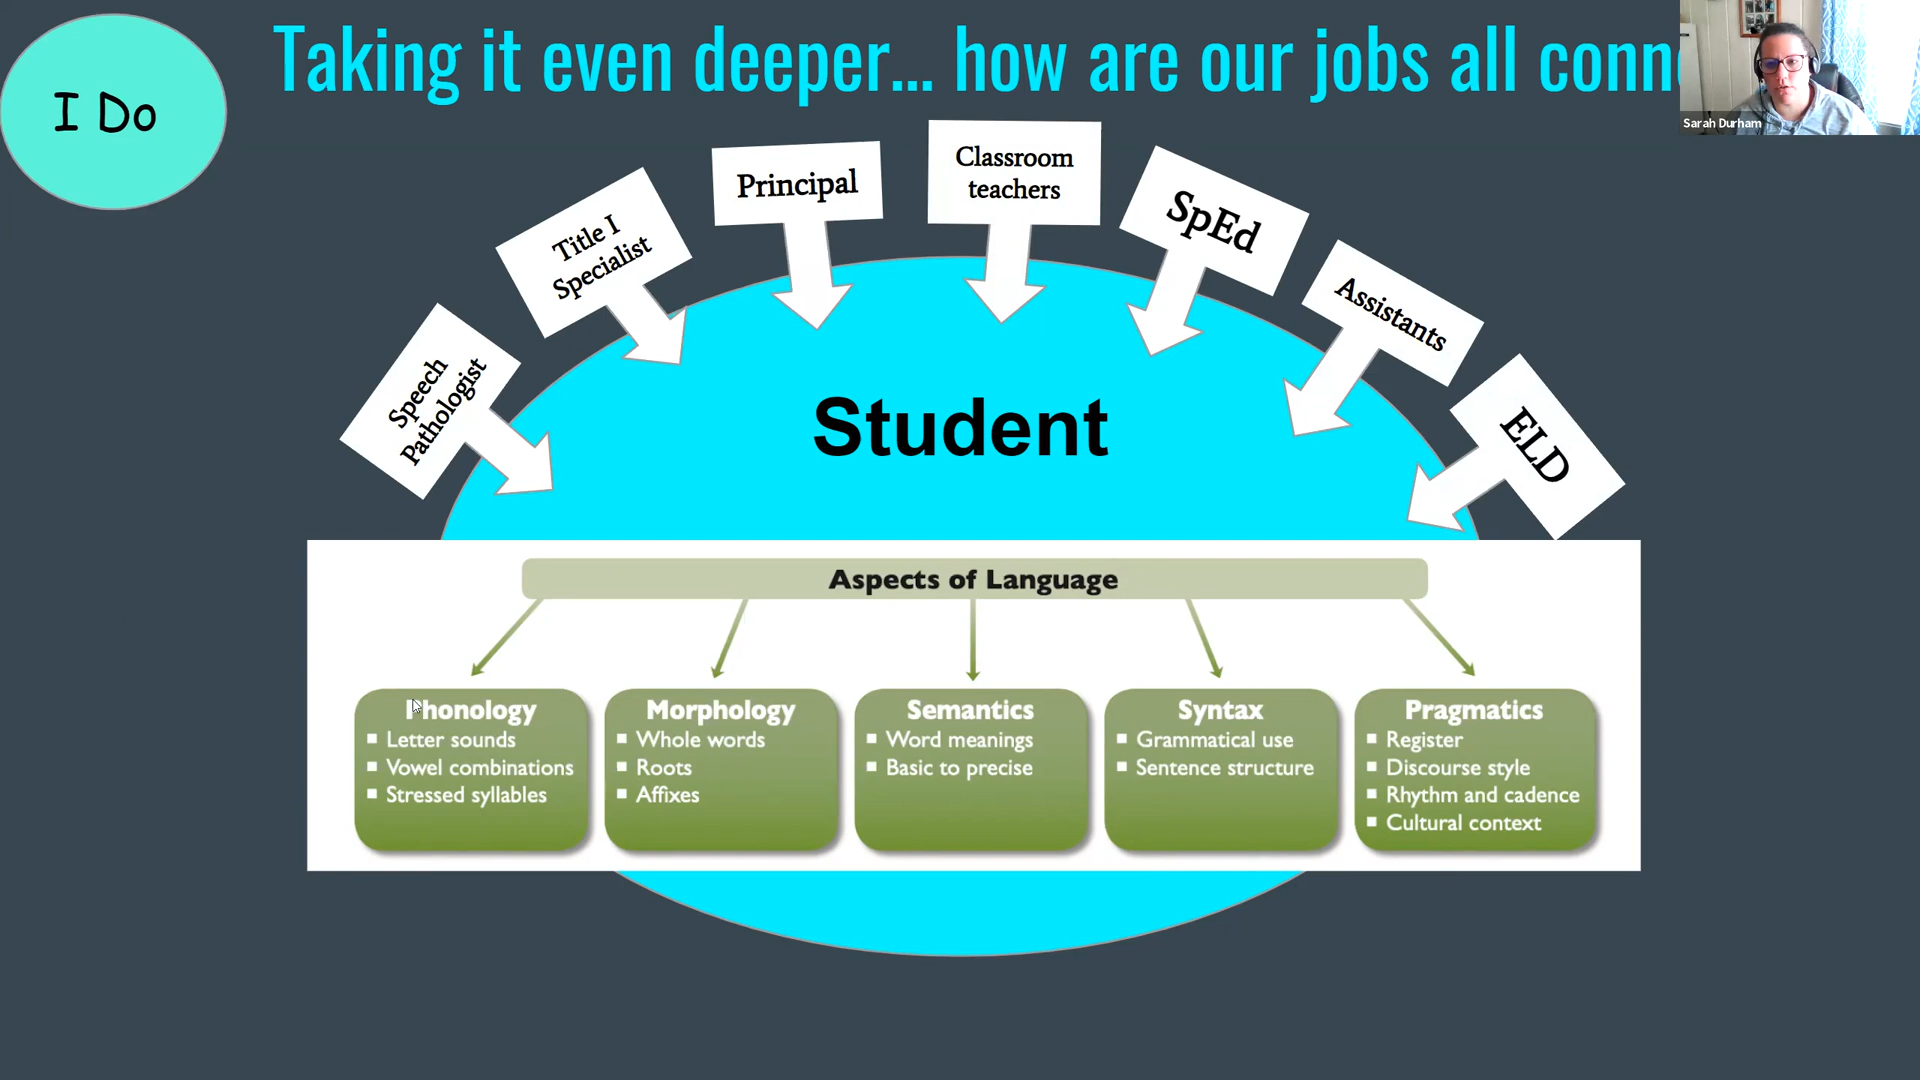 I Do
Taking it even deeper... how are our jobs all conn
Sarah Durham
Speech
Pathologist
Title I
Specialist
Principal
Classroom
teachers
SpEd
Assistants
ELD
Student
Aspects of Language
Phonology
Letter sounds
Vowel combinations
Stressed syllables
Morphology
Whole words
Roots
Affixes
Semantics
Word meanings
Basic to precise
Syntax
Grammatical use
Sentence structure
Pragmatics
Register
Discourse style
Rhythm and cadence
Cultural context